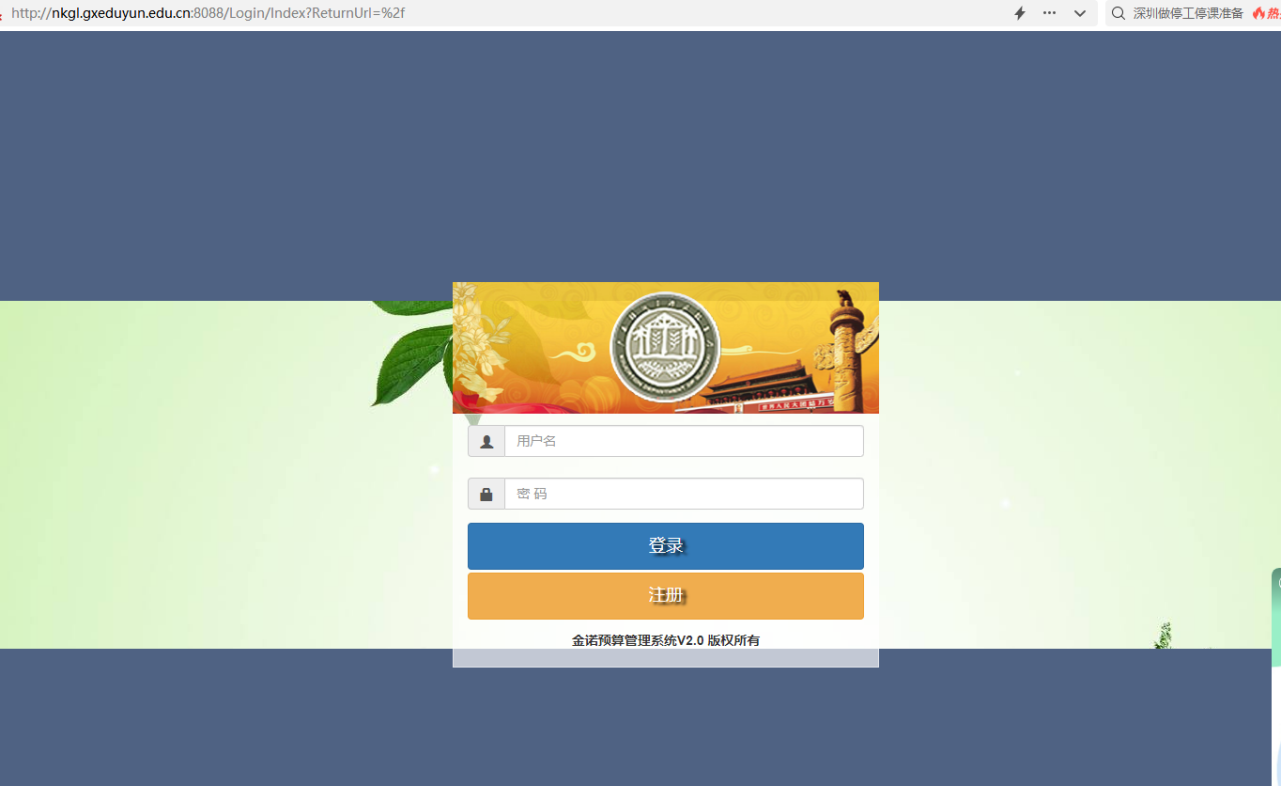 http://nkgl.gxeduyun.edu.cn:8088/Login/Index?ReturnUrl=%2f
深圳做停工停课准备
热
用户名
密 码
登录
注册
金诺预算管理系统V2.0 版权所有